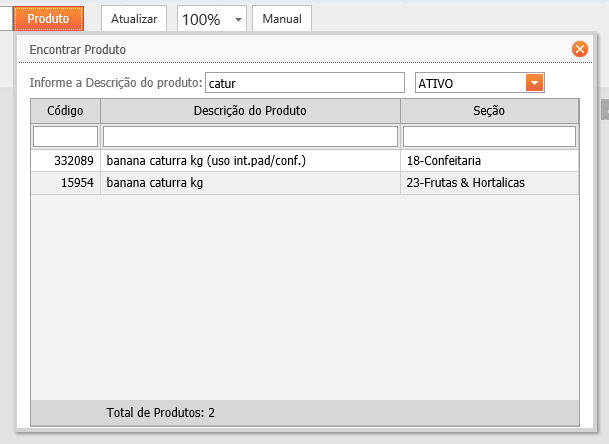 Produto Atualizar 100% Manual
Encontrar Produto
Informe a Descrição do produto: catur ATIVO
Código Descrição do Produto Seção
332089 banana caturra kg (uso int.pad/conf.) 18-Confeitaria
15954 banana caturra kg 23-Frutas & Hortalicas
Total de Produtos: 2